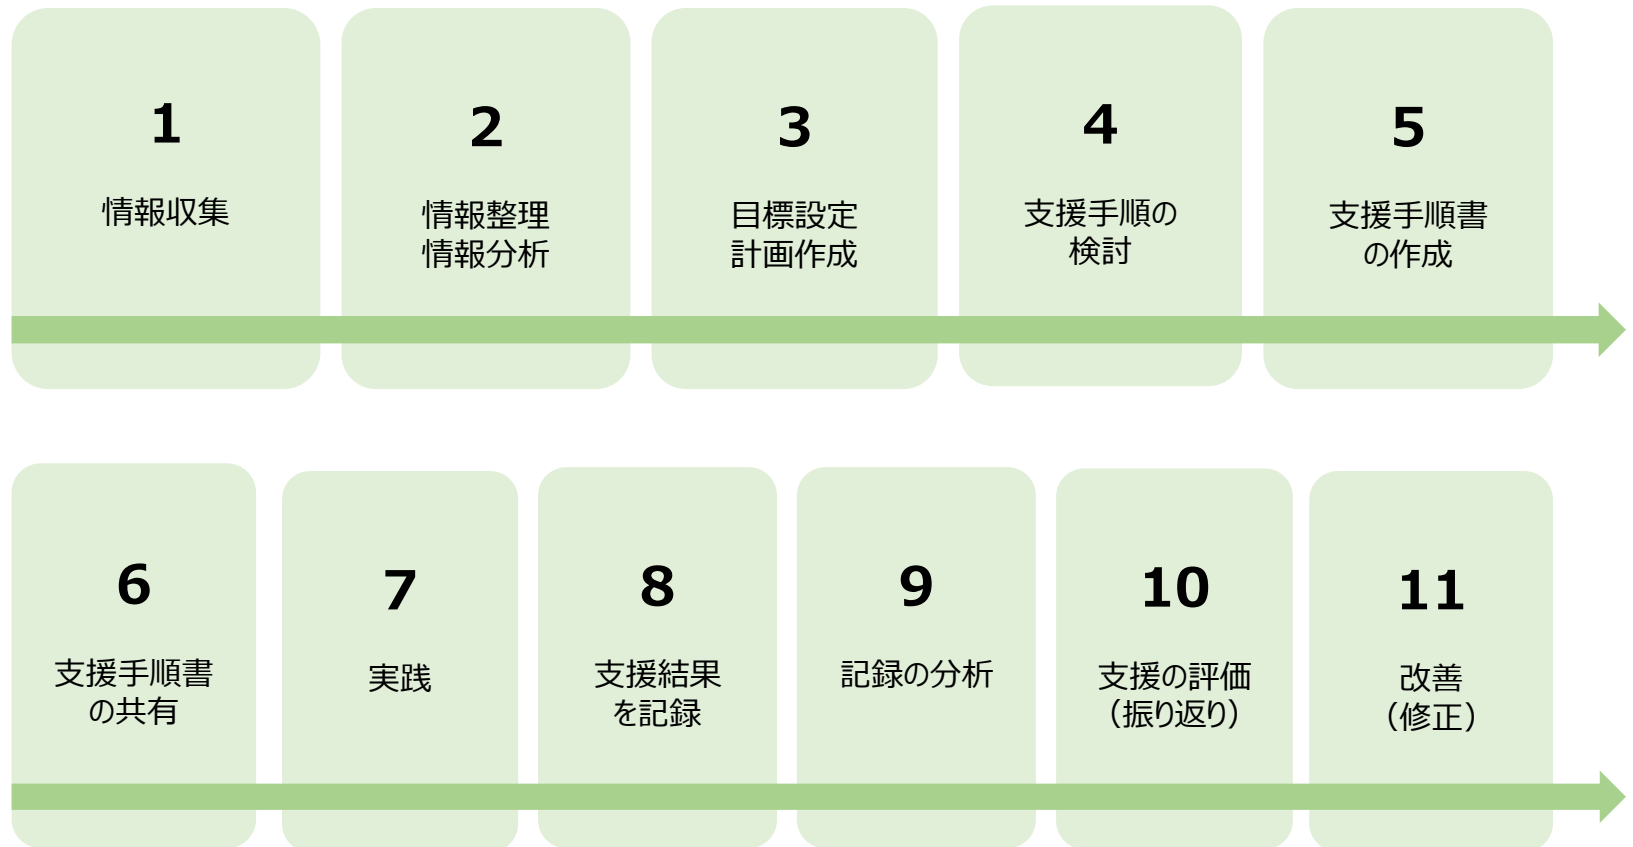 1
情報収集
2
情報整理
情報分析
3
目標設定
計画作成
4
支援手順の
検討
5
支援手順書
の作成
6
支援手順書
の共有
7
実践
8
支援結果
を記録
9
記録の分析
10
支援の評価
（振り返り）
11
改善
（修正）